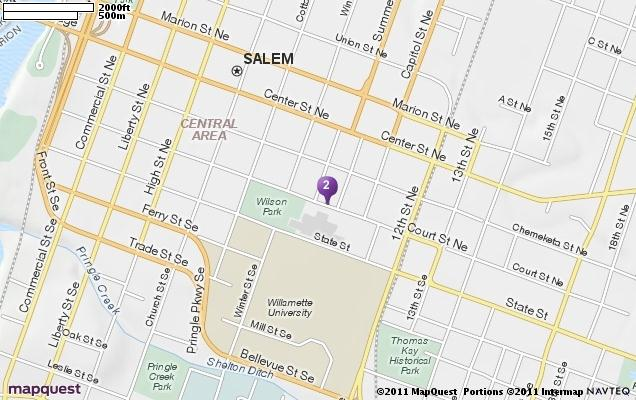 2000ft
500m
Marion St Ne
Union St Ne
Cott
Summe
Capitol St Ne
C St Ne
RION
SALEM
Commercial St Ne
Liberty St Ne
Center St Ne
Marion St Ne
A St Ne
15th St Ne
CENTRAL
AREA
High St Ne
Center St Ne
13th St Ne
Front St Se
2
Wilson
Park
12th St Ne
Ferry St Se
State St
Court St Ne
Chemeketa St Ne
18th St Ne
Trade St Se
Court St Ne
Pringle Creek
Commercial St Se
Liberty St Se
Church St Se
Pringle Pkwy Se
Winter St Se
Willamette
University
13th St Se
State St
Mill St Se
Oak St Se
Thomas
Kay
Historical
Park
Bellevue St Se
Leslie St Se
Pringle
Creek
Park
Shelton Ditch
mapquest
©2011 MapQuest Portions ©2011 Intermap NAVTEQ